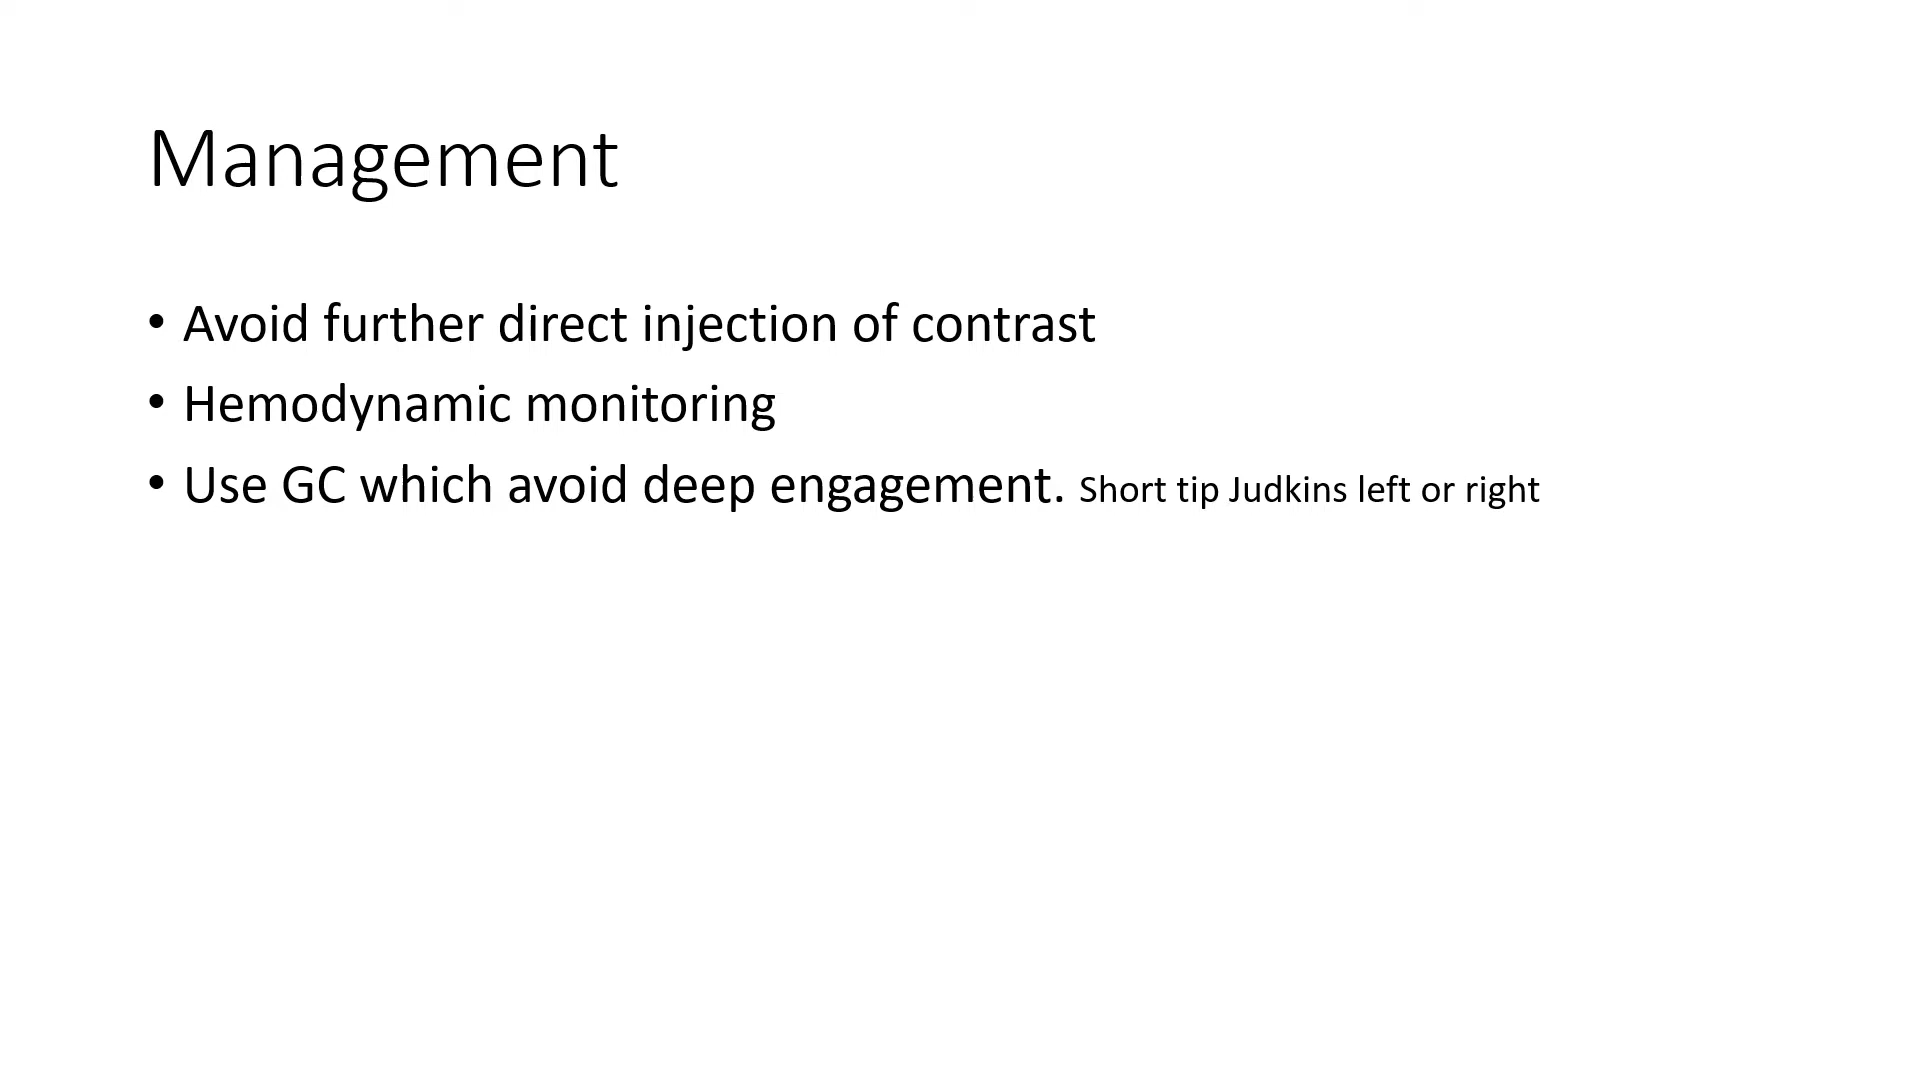 Management
• Avoid further direct injection of contrast
• Hemodynamic monitoring
• Use GC which avoid deep engagement. Short tip Judkins left or right